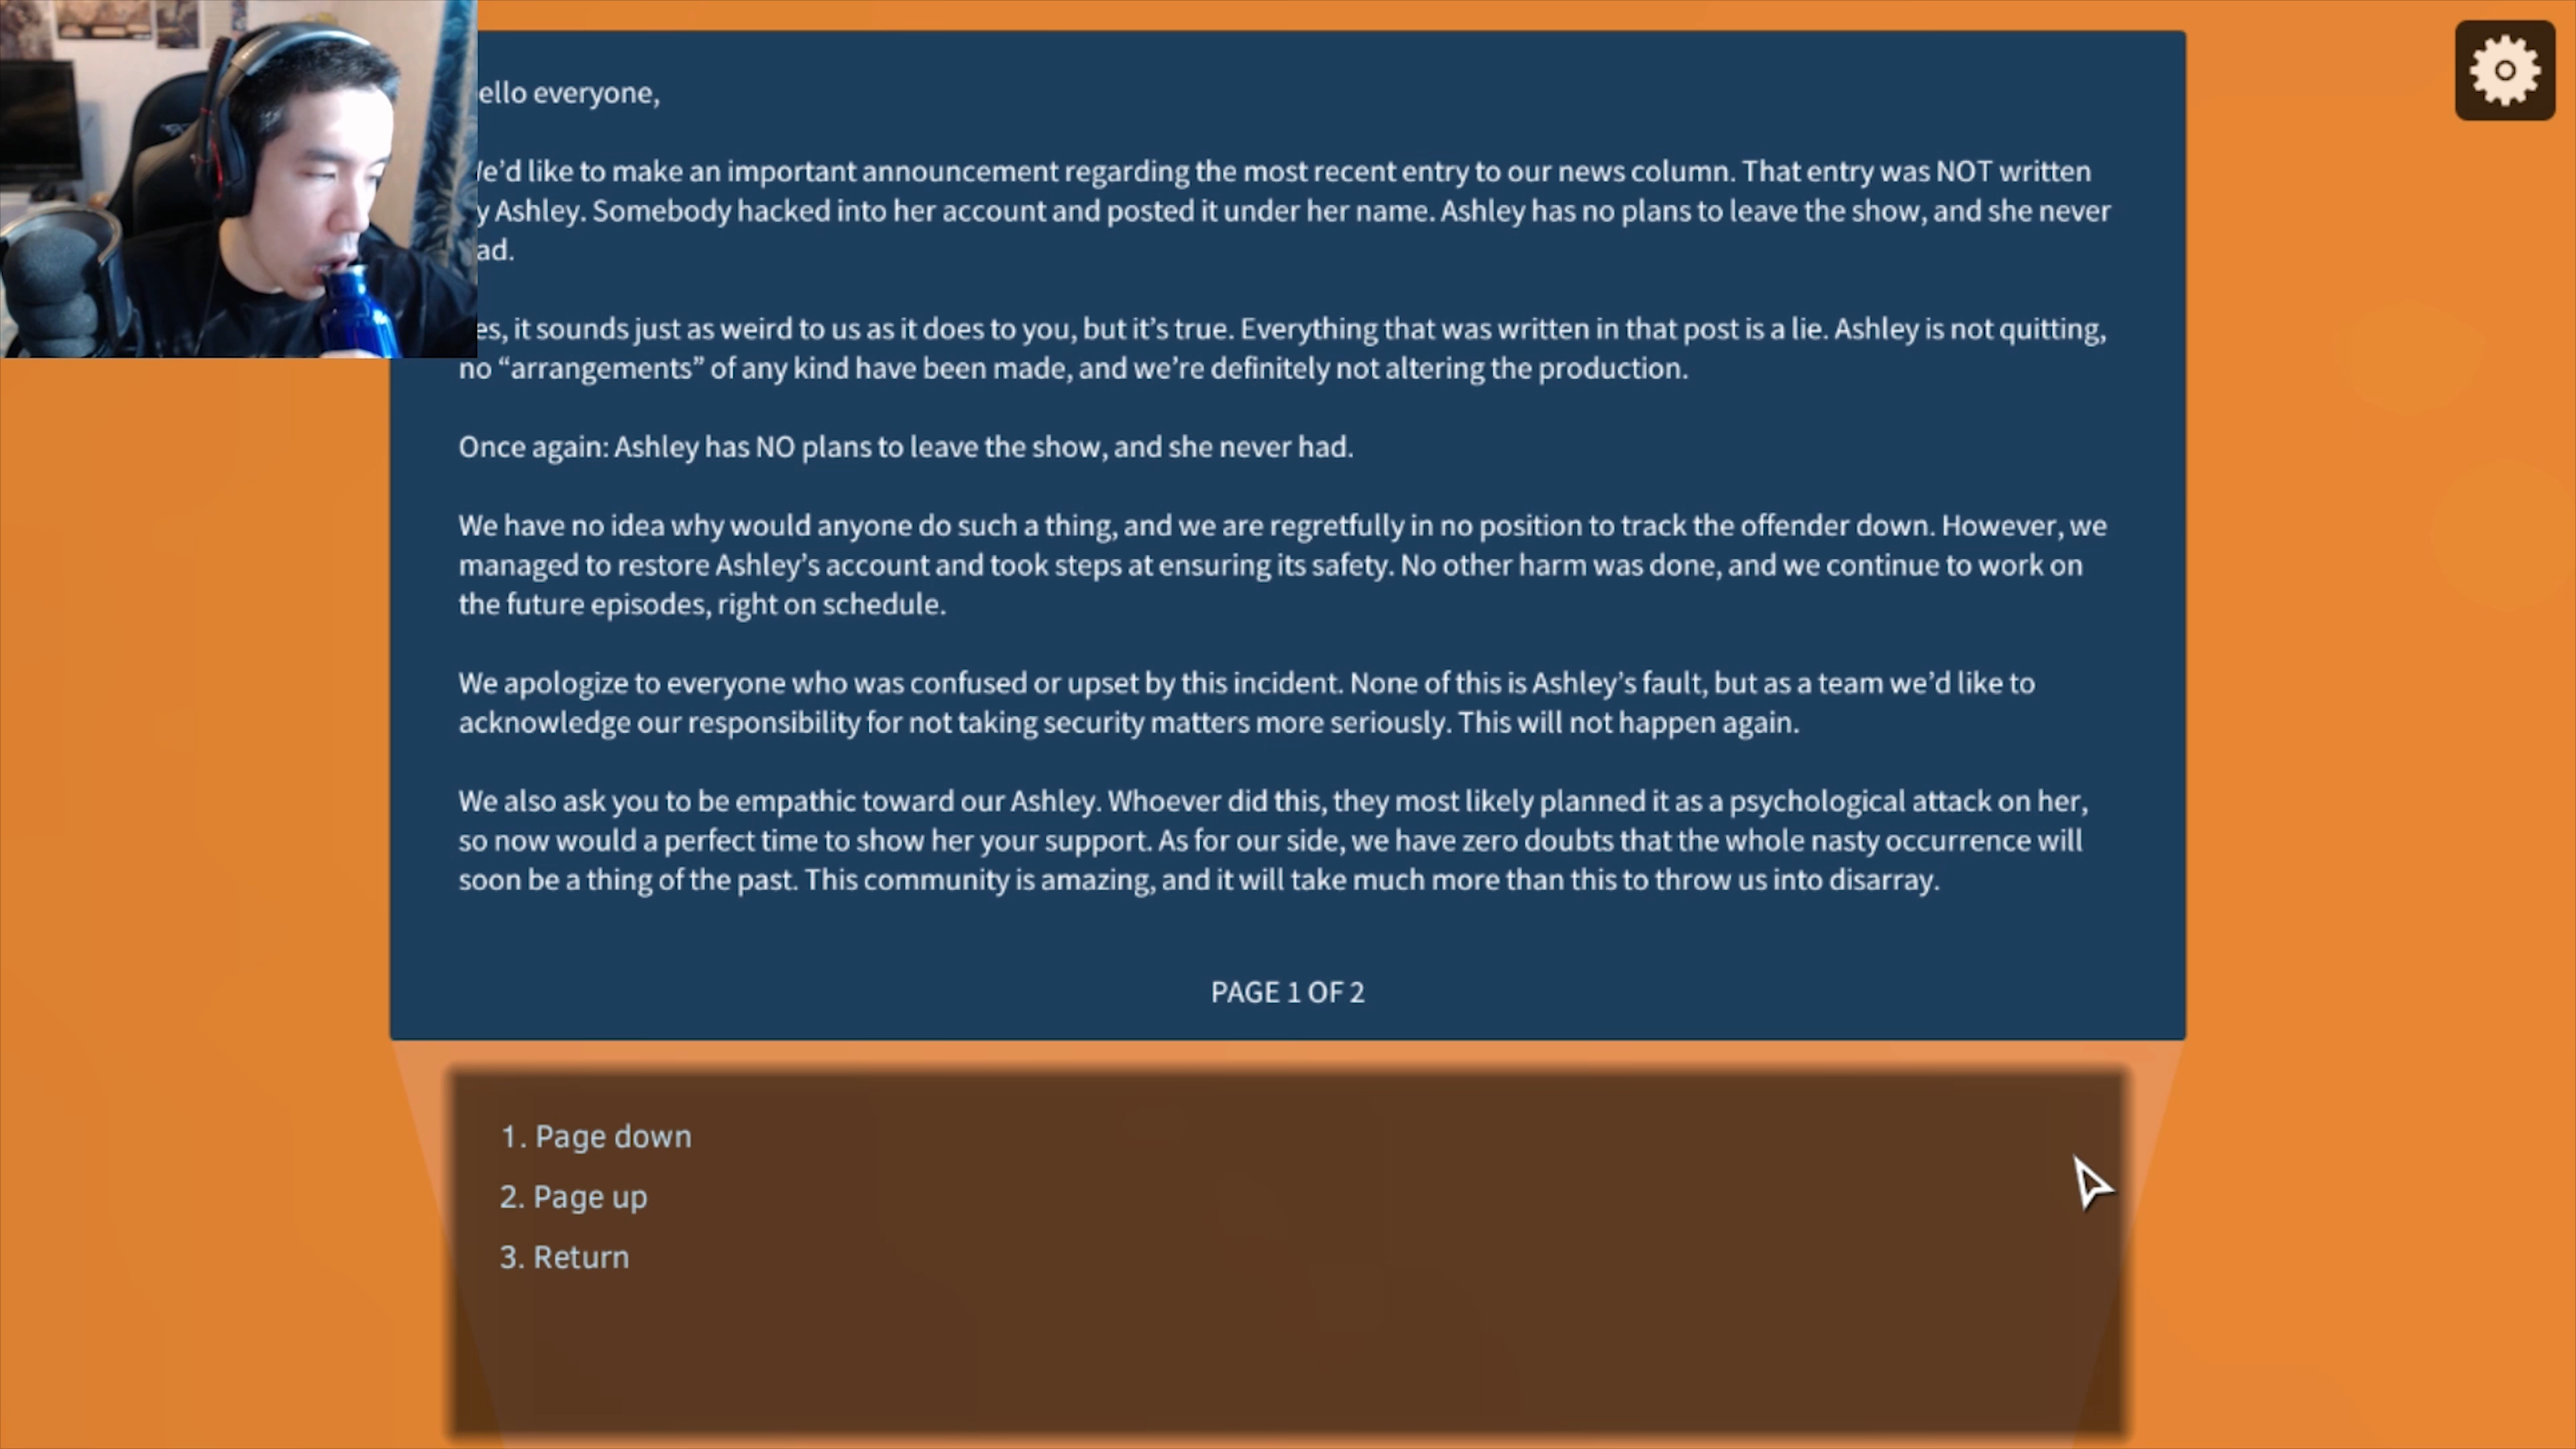 ello everyone,
e'd like to make an important announcement regarding the most recent entry to our news column. That entry was NOT written
y Ashley. Somebody hacked into her account and posted it under her name. Ashley has no plans to leave the show, and she never
ad.
es, it sounds just as weird to us as it does to you, but it's true. Everything that was written in that post is a lie. Ashley is not quitting,
no “arrangements” of any kind have been made, and we're definitely not altering the production.
Once again: Ashley has NO plans to leave the show, and she never had.
We have no idea why would anyone do such a thing, and we are regretfully in no position to track the offender down. However, we
managed to restore Ashley's account and took steps at ensuring its safety. No other harm was done, and we continue to work on
the future episodes, right on schedule.
We apologize to everyone who was confused or upset by this incident. None of this is Ashley's fault, but as a team we'd like to
acknowledge our responsibility for not taking security matters more seriously. This will not happen again.
We also ask you to be empathic toward our Ashley. Whoever did this, they most likely planned it as a psychological attack on her,
so now would a perfect time to show her your support. As for our side, we have zero doubts that the whole nasty occurrence will
soon be a thing of the past. This community is amazing, and it will take much more than this to throw us into disarray.
PAGE 1 OF 2
1. Page down
2. Page up
3. Return